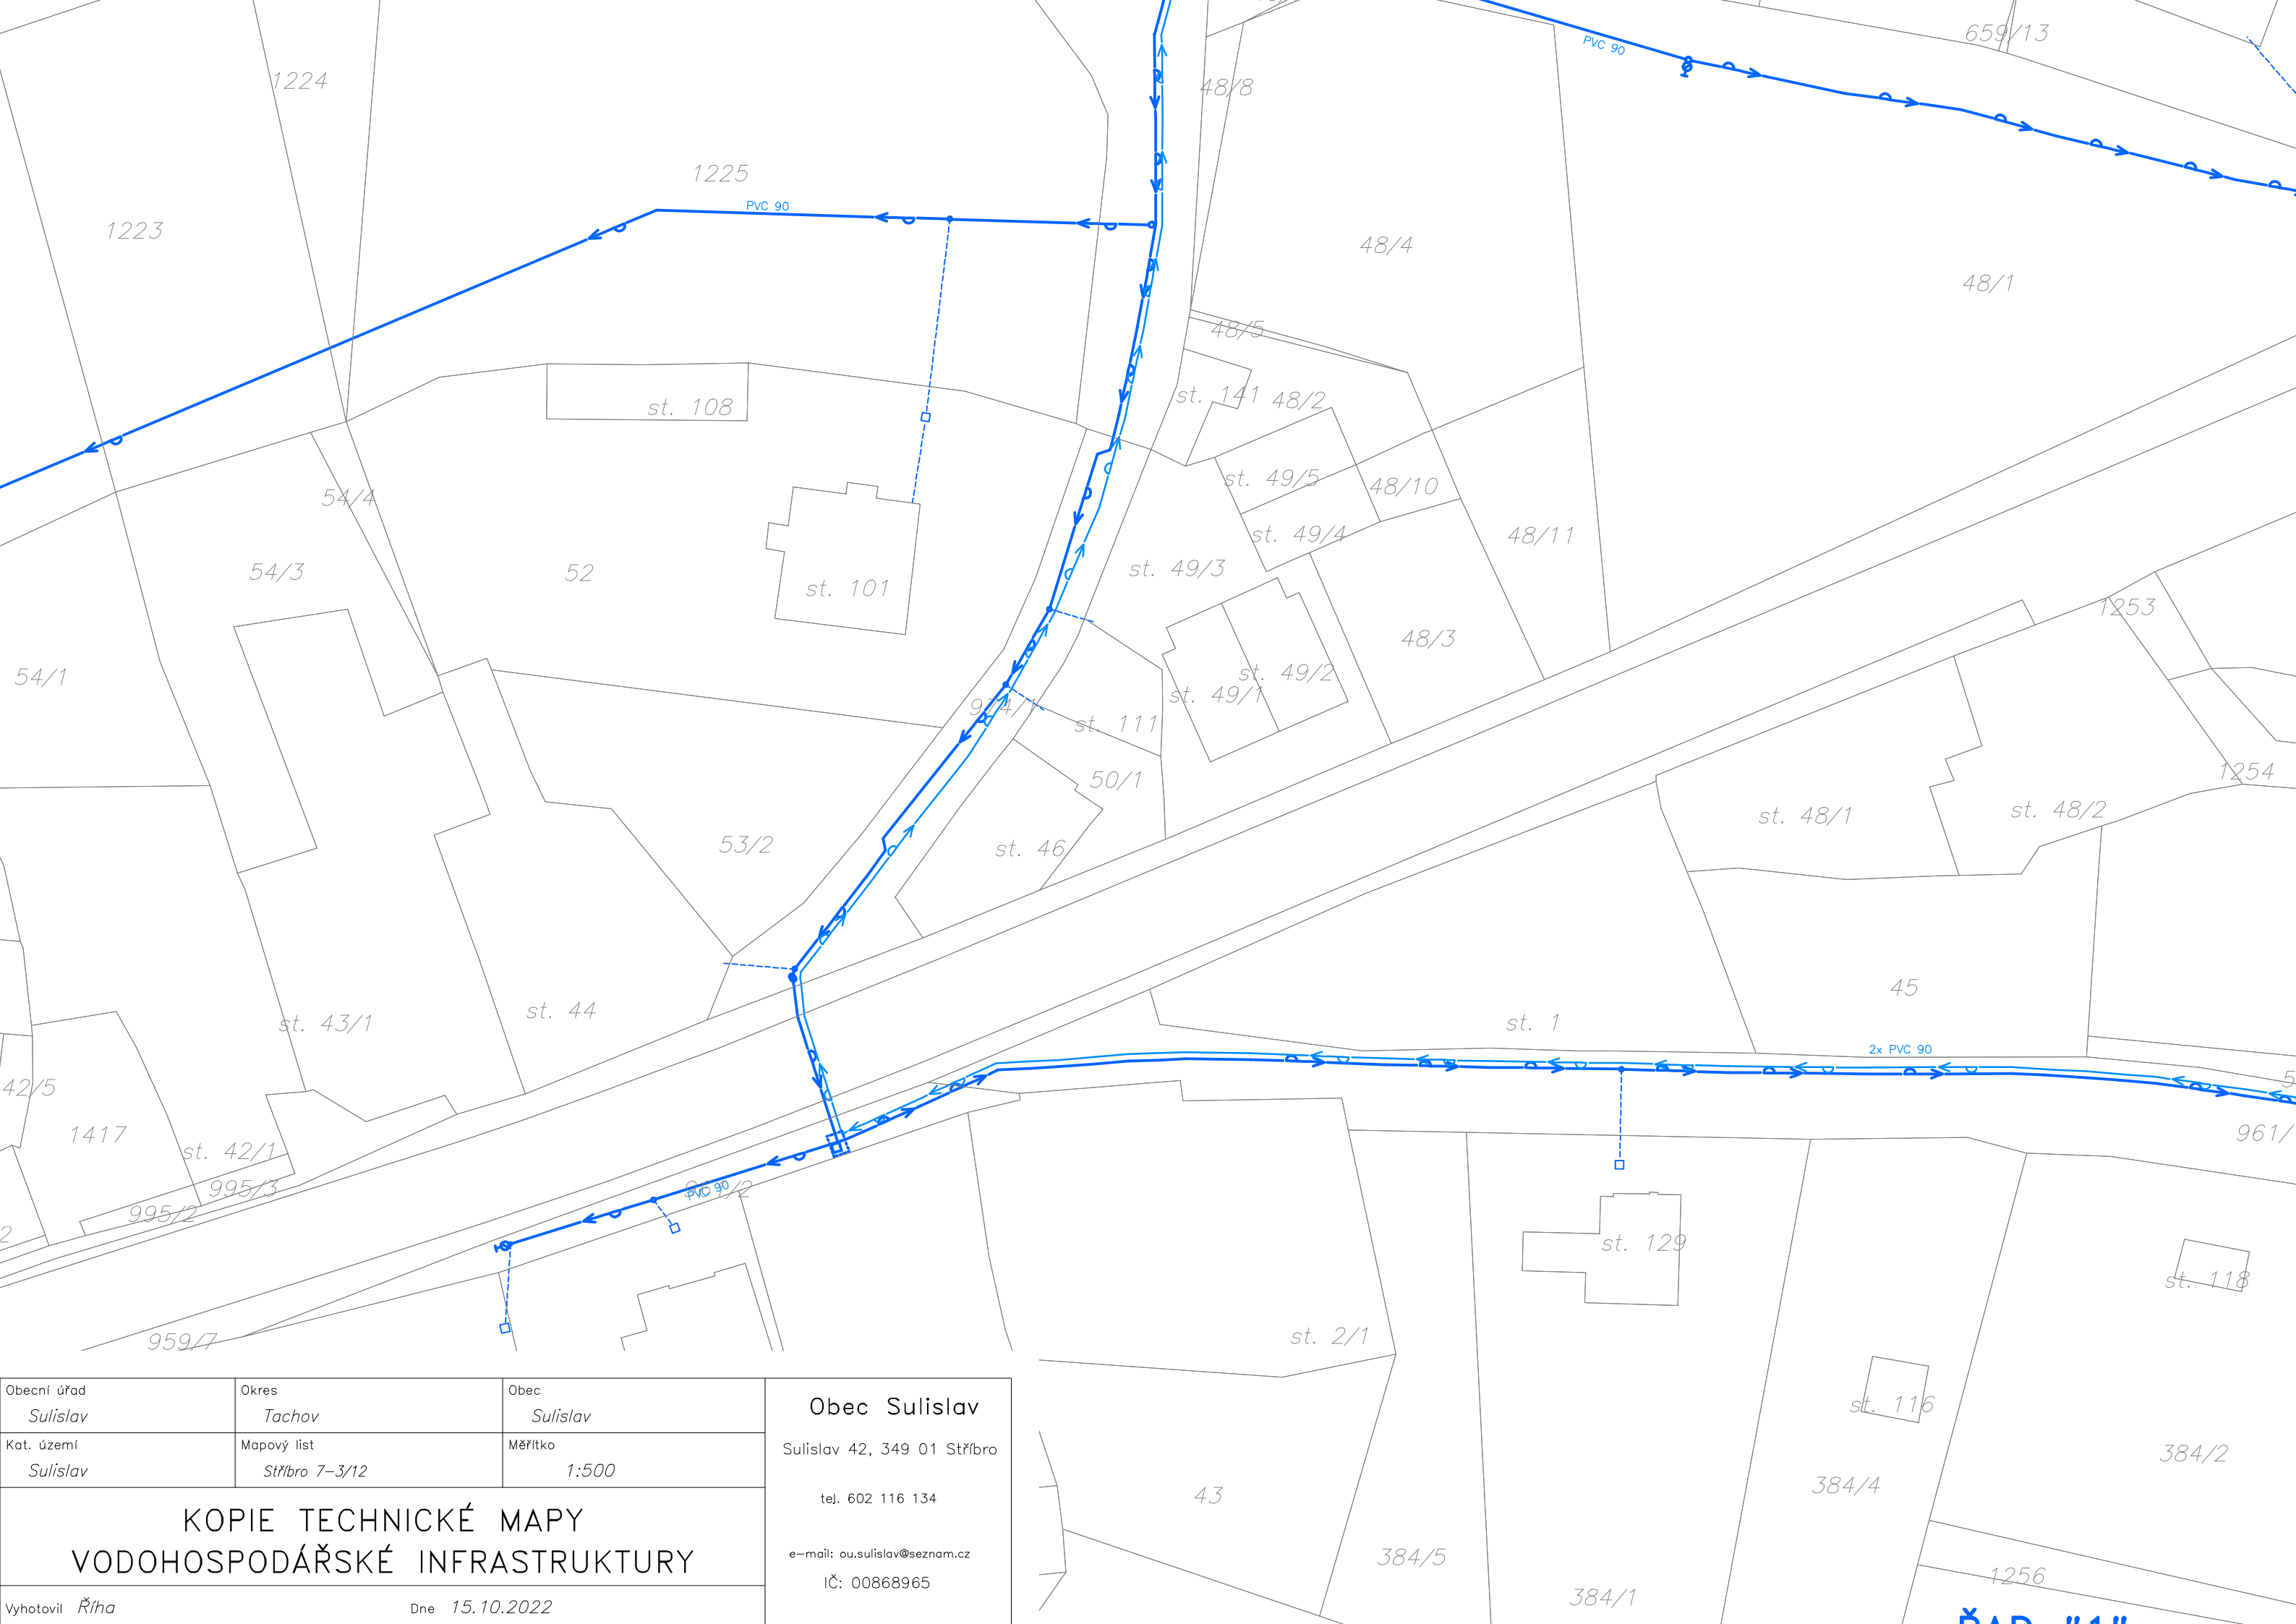 659/13
PVC 90
1224
48/8
1225
PVC 90
1223
48/4
48/1
48/5
st. 108
st. 141
48/2
54/4
st. 49/5
48/10
st. 49/4
48/11
54/3
52
st. 101
st. 49/3
1253
48/3
54/1
st. 49/2
st. 49/1
st. 111
50/1
1254
st. 48/1
st. 48/2
53/2
st. 46
45
st. 44
st. 43/1
st. 1
2x PVC 90
42/5
1417
961/
st. 42/1
995/3
961/2
PVC 90
995/2
st. 129
st. 118
959/7
st. 2/1
st. 116
384/2
384/4
43
384/5
1256
384/1
ŘAD "1"
Obecní úřad
Sulislav
Okres
Tachov
Obec
Sulislav
Kat. území
Sulislav
Mapový list
Stříbro 7-3/12
Měřítko
1:500
KOPIE TECHNICKÉ MAPY
VODOHOSPODÁŘSKÉ INFRASTRUKTURY
Vyhotovil Říha
Dne 15.10.2022
Obec Sulislav
Sulislav 42, 349 01 Stříbro
tel. 602 116 134
e-mail: ou.sulislav@seznam.cz
IČ: 00868965